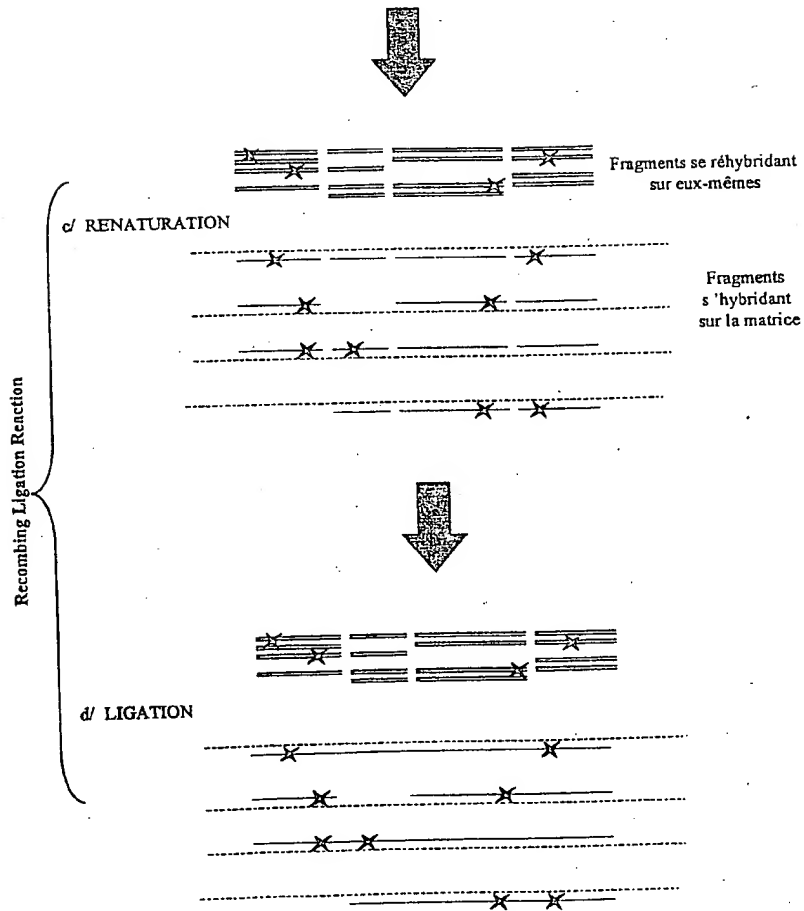 Fragments se réhybridant
sur eux-mêmes
c/ RENATURATION
Fragments
s 'hybridant
sur la matrice
Recombing Ligation Reaction
d/ LIGATION